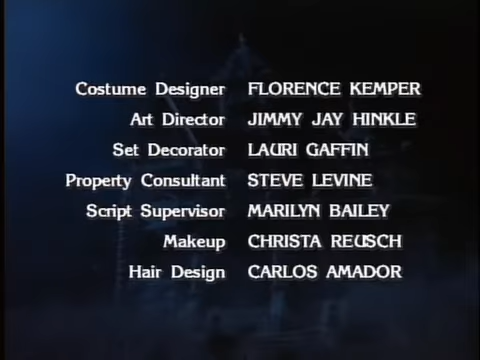 Costume Designer FLORENCE KEMPER
Art Director JIMMY JAY HINKLE
Set Decorator LAURI GAFFIN
Property Consultant STEVE LEVINE
Script Supervisor MARILYN BAILEY
Makeup CHRISTA REUSCH
Hair Design CARLOS AMADOR